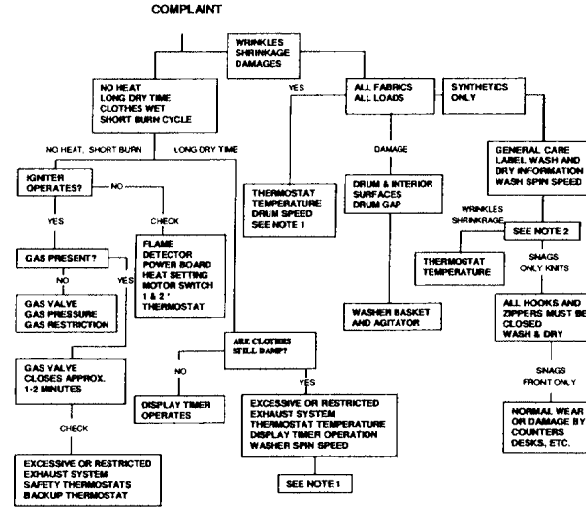 COMPLAINT
WRINKLES
SHRINKAGE
DAMAGES
NO HEAT
LONG DRY TIME
CLOTHES WET
SHORT BURN CYCLE
YES
ALL FABRICS
ALL LOADS
SYNTHETICS
ONLY
NO HEAT, SHORT BURN
LONG DRY TIME
DAMAGE
GENERAL CARE
LABEL WASH AND
DRY INFORMATION
WASH SPIN SPEED
IGNITER
OPERATES?
NO
THERMOSTAT
TEMPERATURE
DRUM SPEED
SEE NOTE 1
DRUM & INTERIOR
SURFACES
DRUM GAP
WRINKLES
SHRINKRAGE
YES
CHECK
SEE NOTE 2
GAS PRESENT?
YES
FLAME
DETECTOR
POWER BOARD
HEAT SETTING
MOTOR SWITCH
1 & 2 '
THERMOSTAT
THERMOSTAT
TEMPERATURE
SNAGS
ONLY KNITS
NO
GAS VALVE
GAS PRESSURE
GAS RESTRICTION
WASHER BASKET
AND AGITATOR
ALL HOOKS AND
ZIPPERS MUST BE
CLOSED
WASH & DRY
ARE CLOTHES
STILL DAMP?
GAS VALVE
CLOSES APPROX.
1-2 MINUTES
NO
YES
SNAGS
FRONT ONLY
DISPLAY TIMER
OPERATES
EXCESSIVE OR RESTRICTED
EXHAUST SYSTEM
THERMOSTAT TEMPERATURE
DISPLAY TIMER OPERATION
WASHER SPIN SPEED
NORMAL WEAR
OR DAMAGE BY
COUNTERS
DESKS, ETC.
CHECK
EXCESSIVE OR RESTRICTED
EXHAUST SYSTEM
SAFETY THERMOSTATS
BACKUP THERMOSTAT
SEE NOTE 1